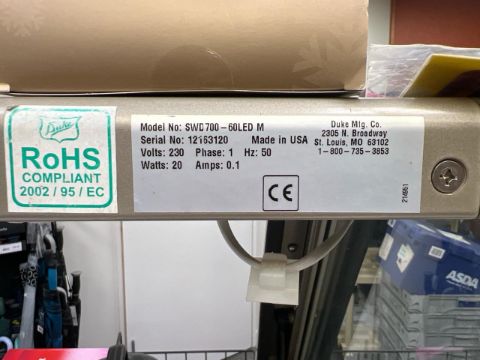 Duke
RoHS
COMPLIANT
2002 / 95 / EC
Model No: SWD700-60LED M
Serial No: 12163120 Made in USA
Volts: 230 Phase: 1 Hz: 50
Watts: 20 Amps: 0.1
CE
Duke Mfg. Co.
2305 N. Broadway
St. Louis, MO 63102
1-800-735-3853
ASDA